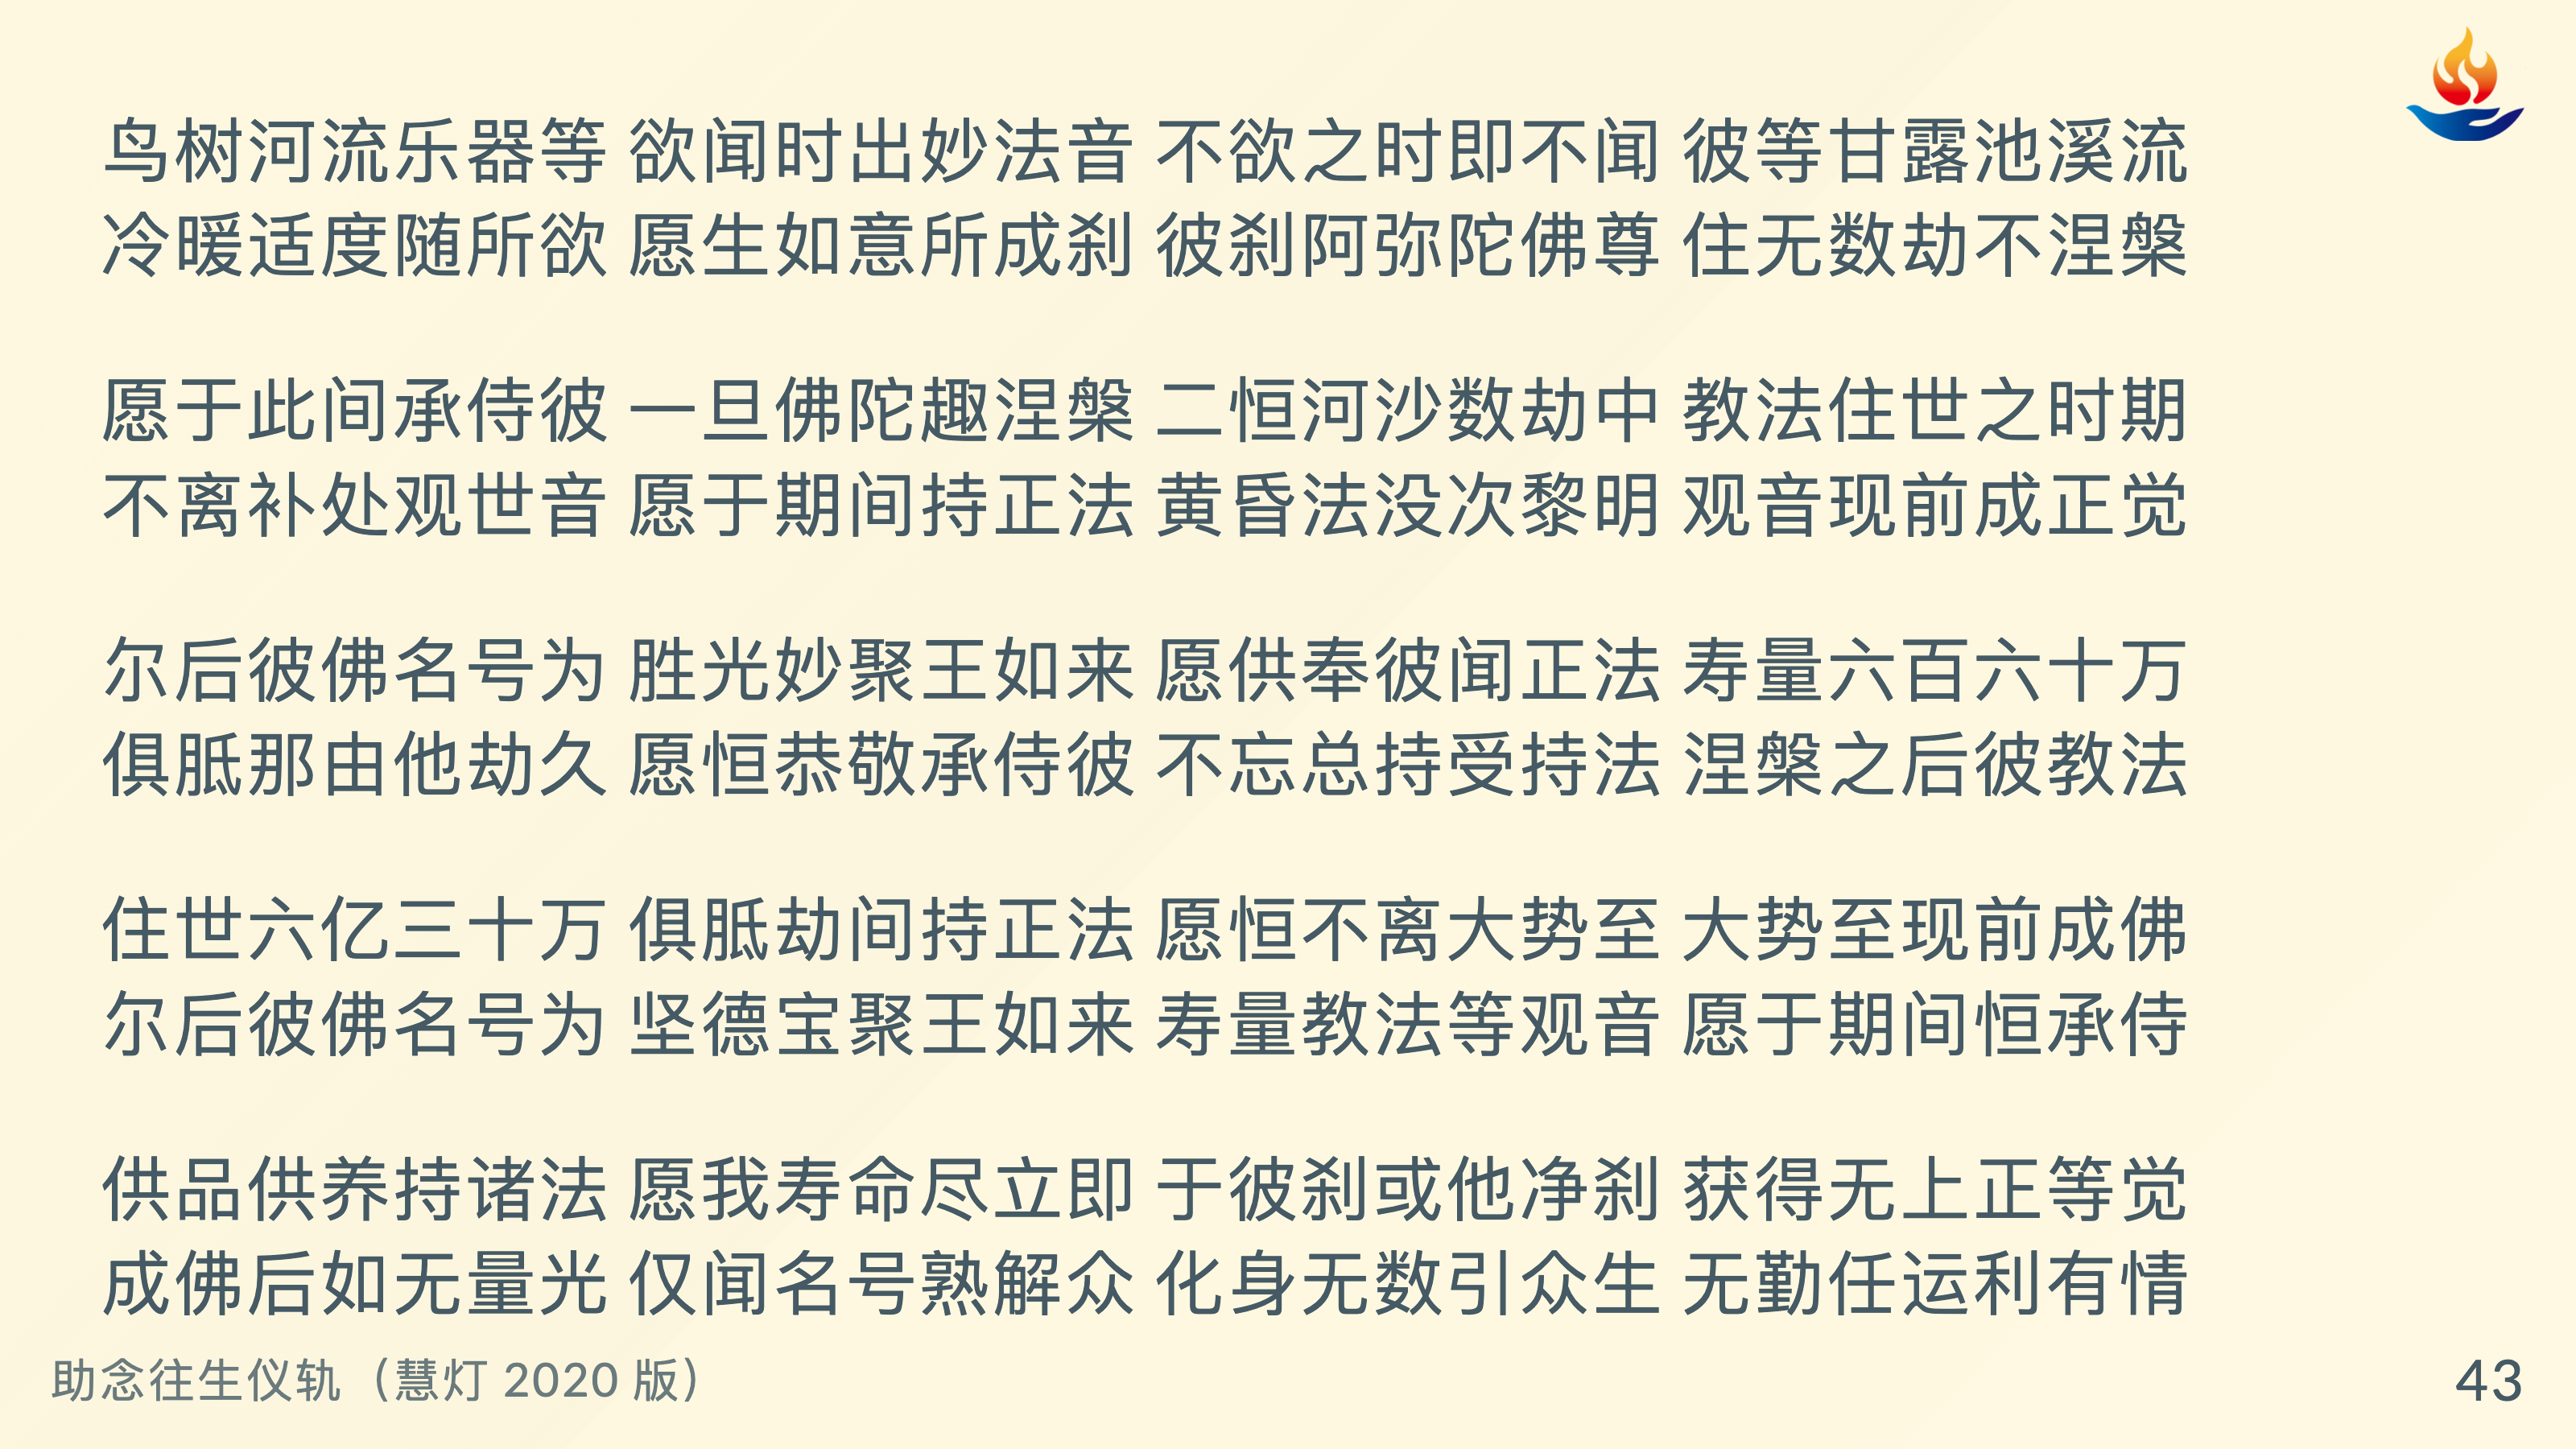 鸟树河流乐器等 欲闻时出妙法音 不欲之时即不闻 彼等甘露池溪流
冷暖适度随所欲 愿生如意所成刹 彼刹阿弥陀佛尊 住无数劫不涅槃
愿于此间承侍彼 一旦佛陀趣涅槃 二恒河沙数劫中 教法住世之时期
不离补处观世音 愿于期间持正法 黄昏法没次黎明 观音现前成正觉
尔后彼佛名号为 胜光妙聚王如来 愿供奉彼闻正法 寿量六百六十万
俱胝那由他劫久 愿恒恭敬承侍彼 不忘总持受持法 涅槃之后彼教法
住世六亿三十万 俱胝劫间持正法 愿恒不离大势至 大势至现前成佛
尔后彼佛名号为 坚德宝聚王如来 寿量教法等观音 愿于期间恒承侍
供品供养持诸法 愿我寿命尽立即 于彼刹或他净刹 获得无上正等觉
成佛后如无量光 仅闻名号熟解众 化身无数引众生 无勤任运利有情
助念往生仪轨（慧灯 2020 版）
43